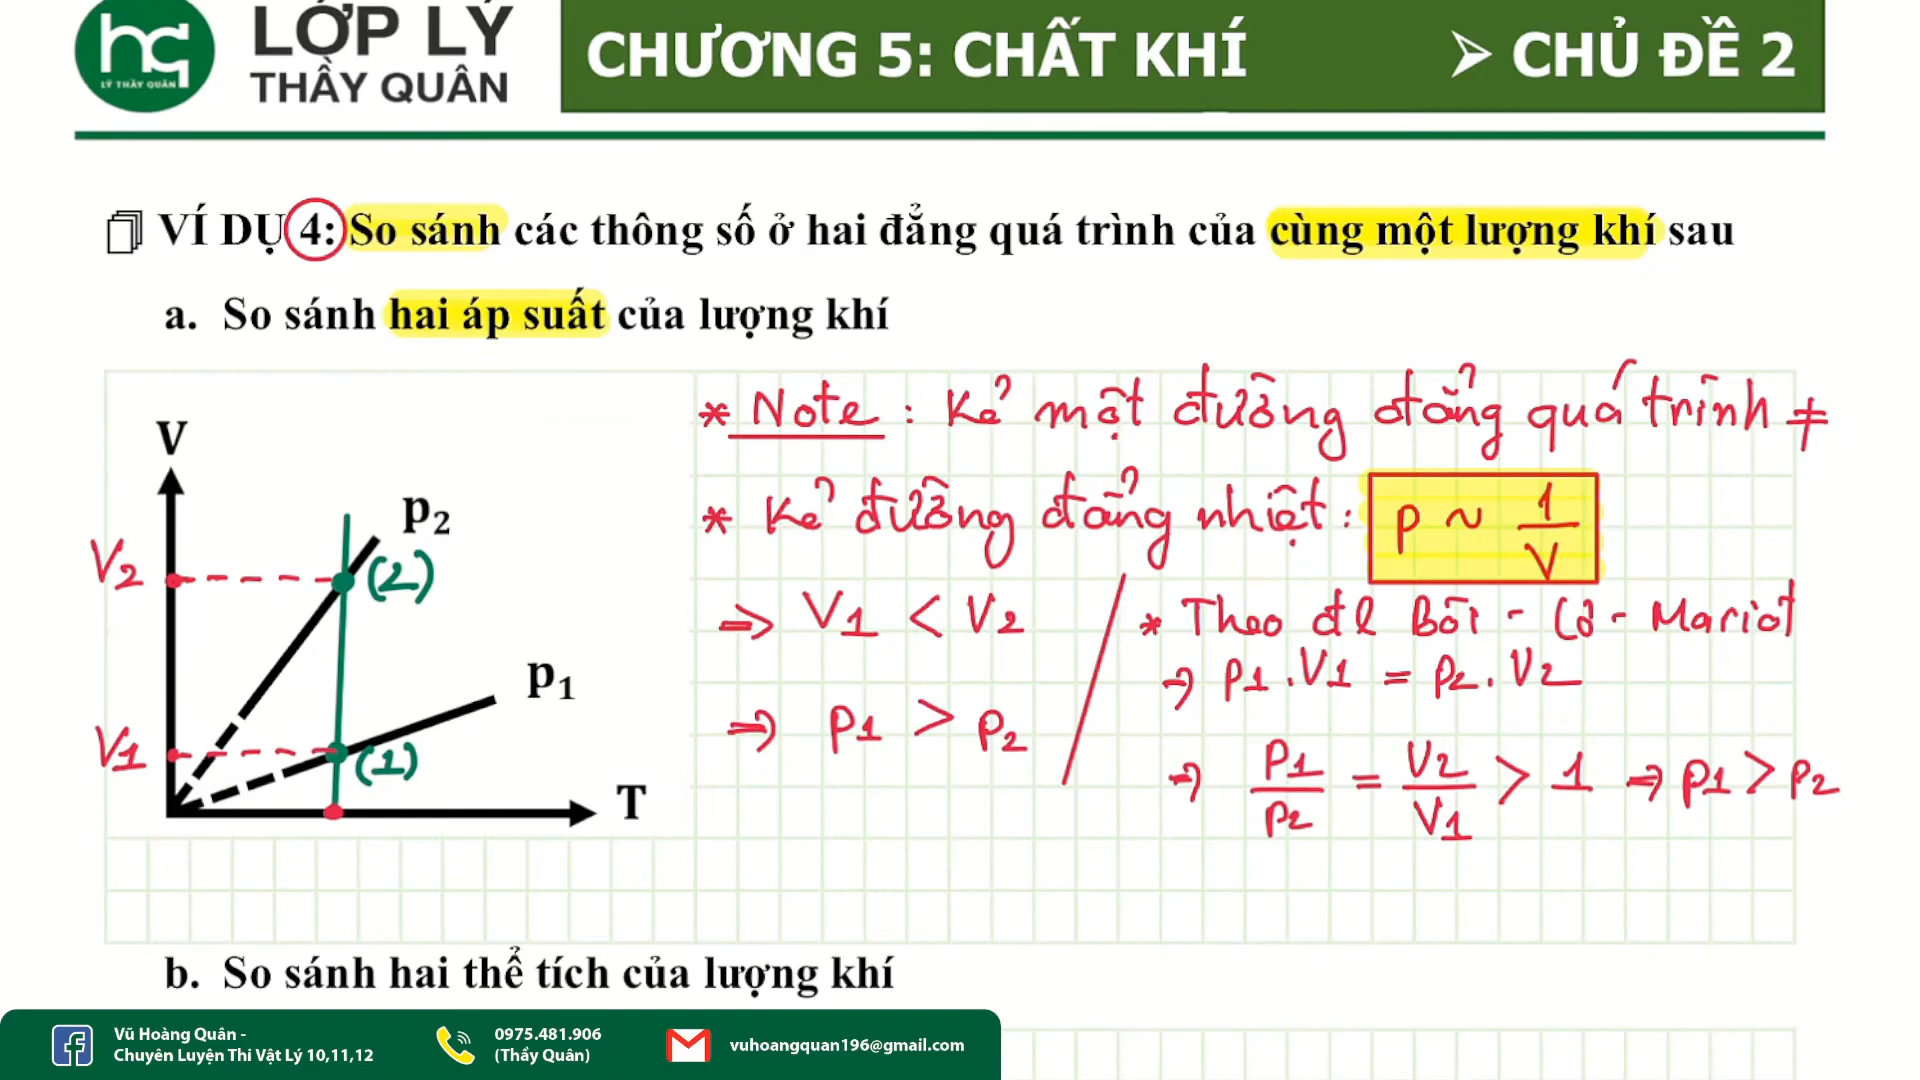 hq
LÝ THẦY QUÂN
LỚP LÝ
THẦY QUÂN
CHƯƠNG 5: CHẤT KHÍ
➢ CHỦ ĐỀ 2
VÍ DỤ 4: So sánh các thông số ở hai đẳng quá trình của cùng một lượng khí sau
a. So sánh hai áp suất của lượng khí
* Note : Kẻ một đường đẳng quá trình ≠
* Kẻ đường đẳng nhiệt : p ~ 1/V
⇒ V1 < V2
⇒ p1 > p2
* Theo đl Bôi - Lơ - Mariot
⇒ p1 . V1 = p2 . V2
⇒ p1/p2 = V2/V1 > 1 ⇒ p1 > p2
V
p₂
V2
(2)
p₁
V1
(1)
T
b. So sánh hai thể tích của lượng khí
Vũ Hoàng Quân -
Chuyên Luyện Thi Vật Lý 10,11,12
0975.481.906
(Thầy Quân)
vuhoangquan196@gmail.com